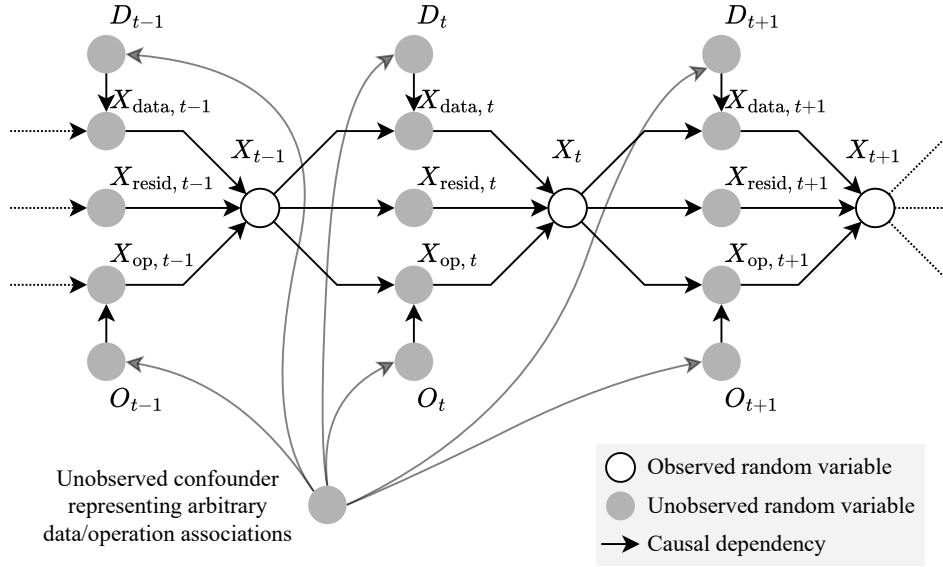 D_{t−1}
D_t
D_{t+1}
X_{data, t−1}
X_{data, t}
X_{data, t+1}
X_{t−1}
X_t
X_{t+1}
X_{resid, t−1}
X_{resid, t}
X_{resid, t+1}
X_{op, t−1}
X_{op, t}
X_{op, t+1}
O_{t−1}
O_t
O_{t+1}
Unobserved confounder
representing arbitrary
data/operation associations
Observed random variable
Unobserved random variable
Causal dependency